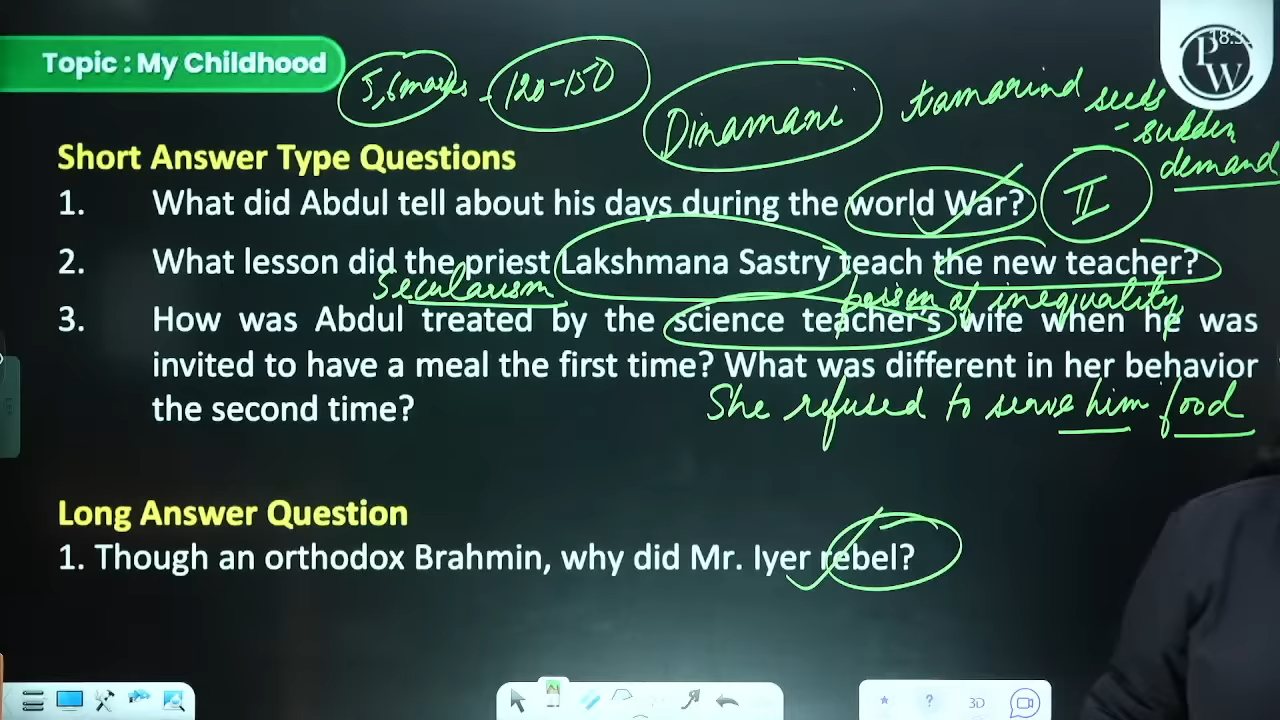 Topic : My Childhood
5,6 marks - 120-150
Dinamani
tamarind seeds
- sudden
demand
PW
Short Answer Type Questions
1. What did Abdul tell about his days during the world War? II
2. What lesson did the priest Lakshmana Sastry teach the new teacher?
Secularism
poison of inequality
3. How was Abdul treated by the science teacher's wife when he was
invited to have a meal the first time? What was different in her behavior
the second time?
She refused to serve him food
Long Answer Question
1. Though an orthodox Brahmin, why did Mr. Iyer rebel?
3D